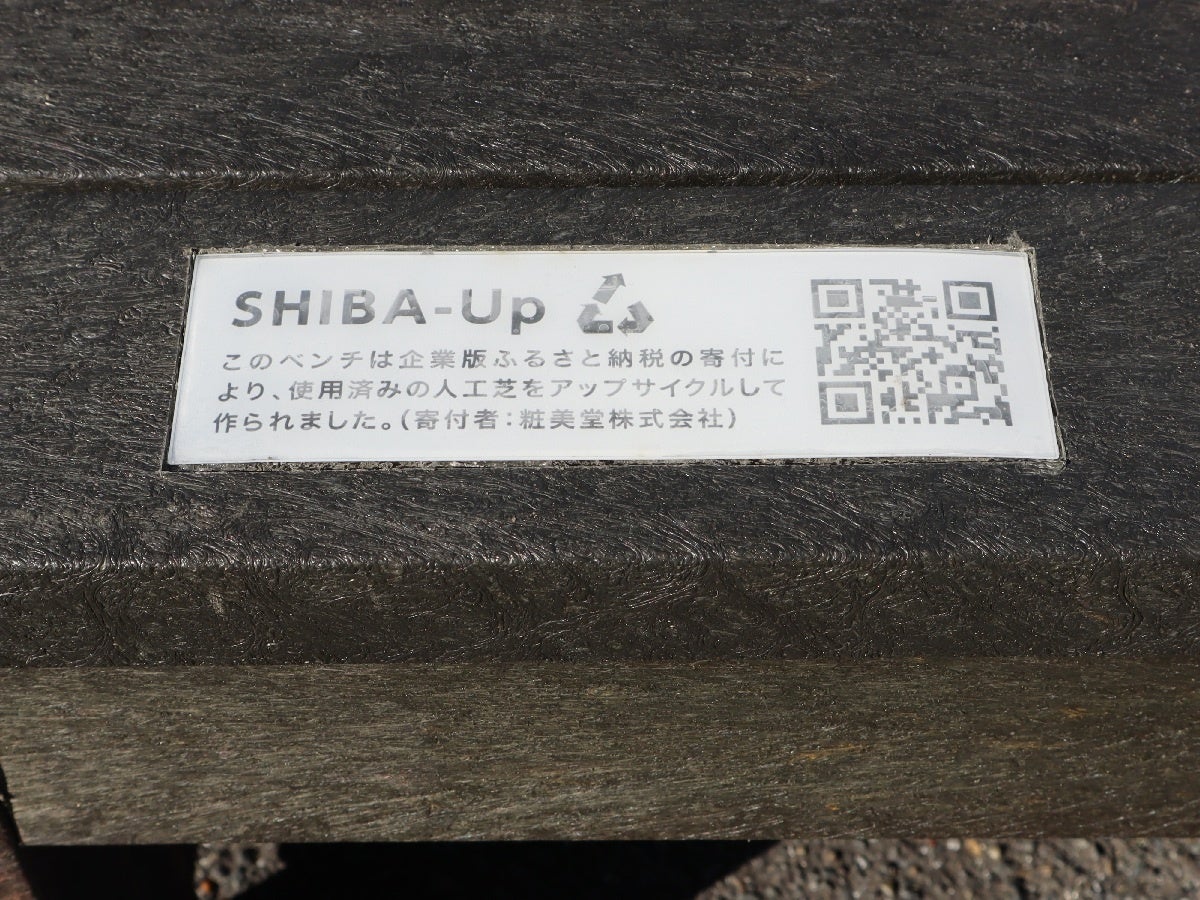 SHIBA-Up
このベンチは企業版ふるさと納税の寄付に
より、使用済みの人工芝をアップサイクルして
作られました。(寄付者：粧美堂株式会社)